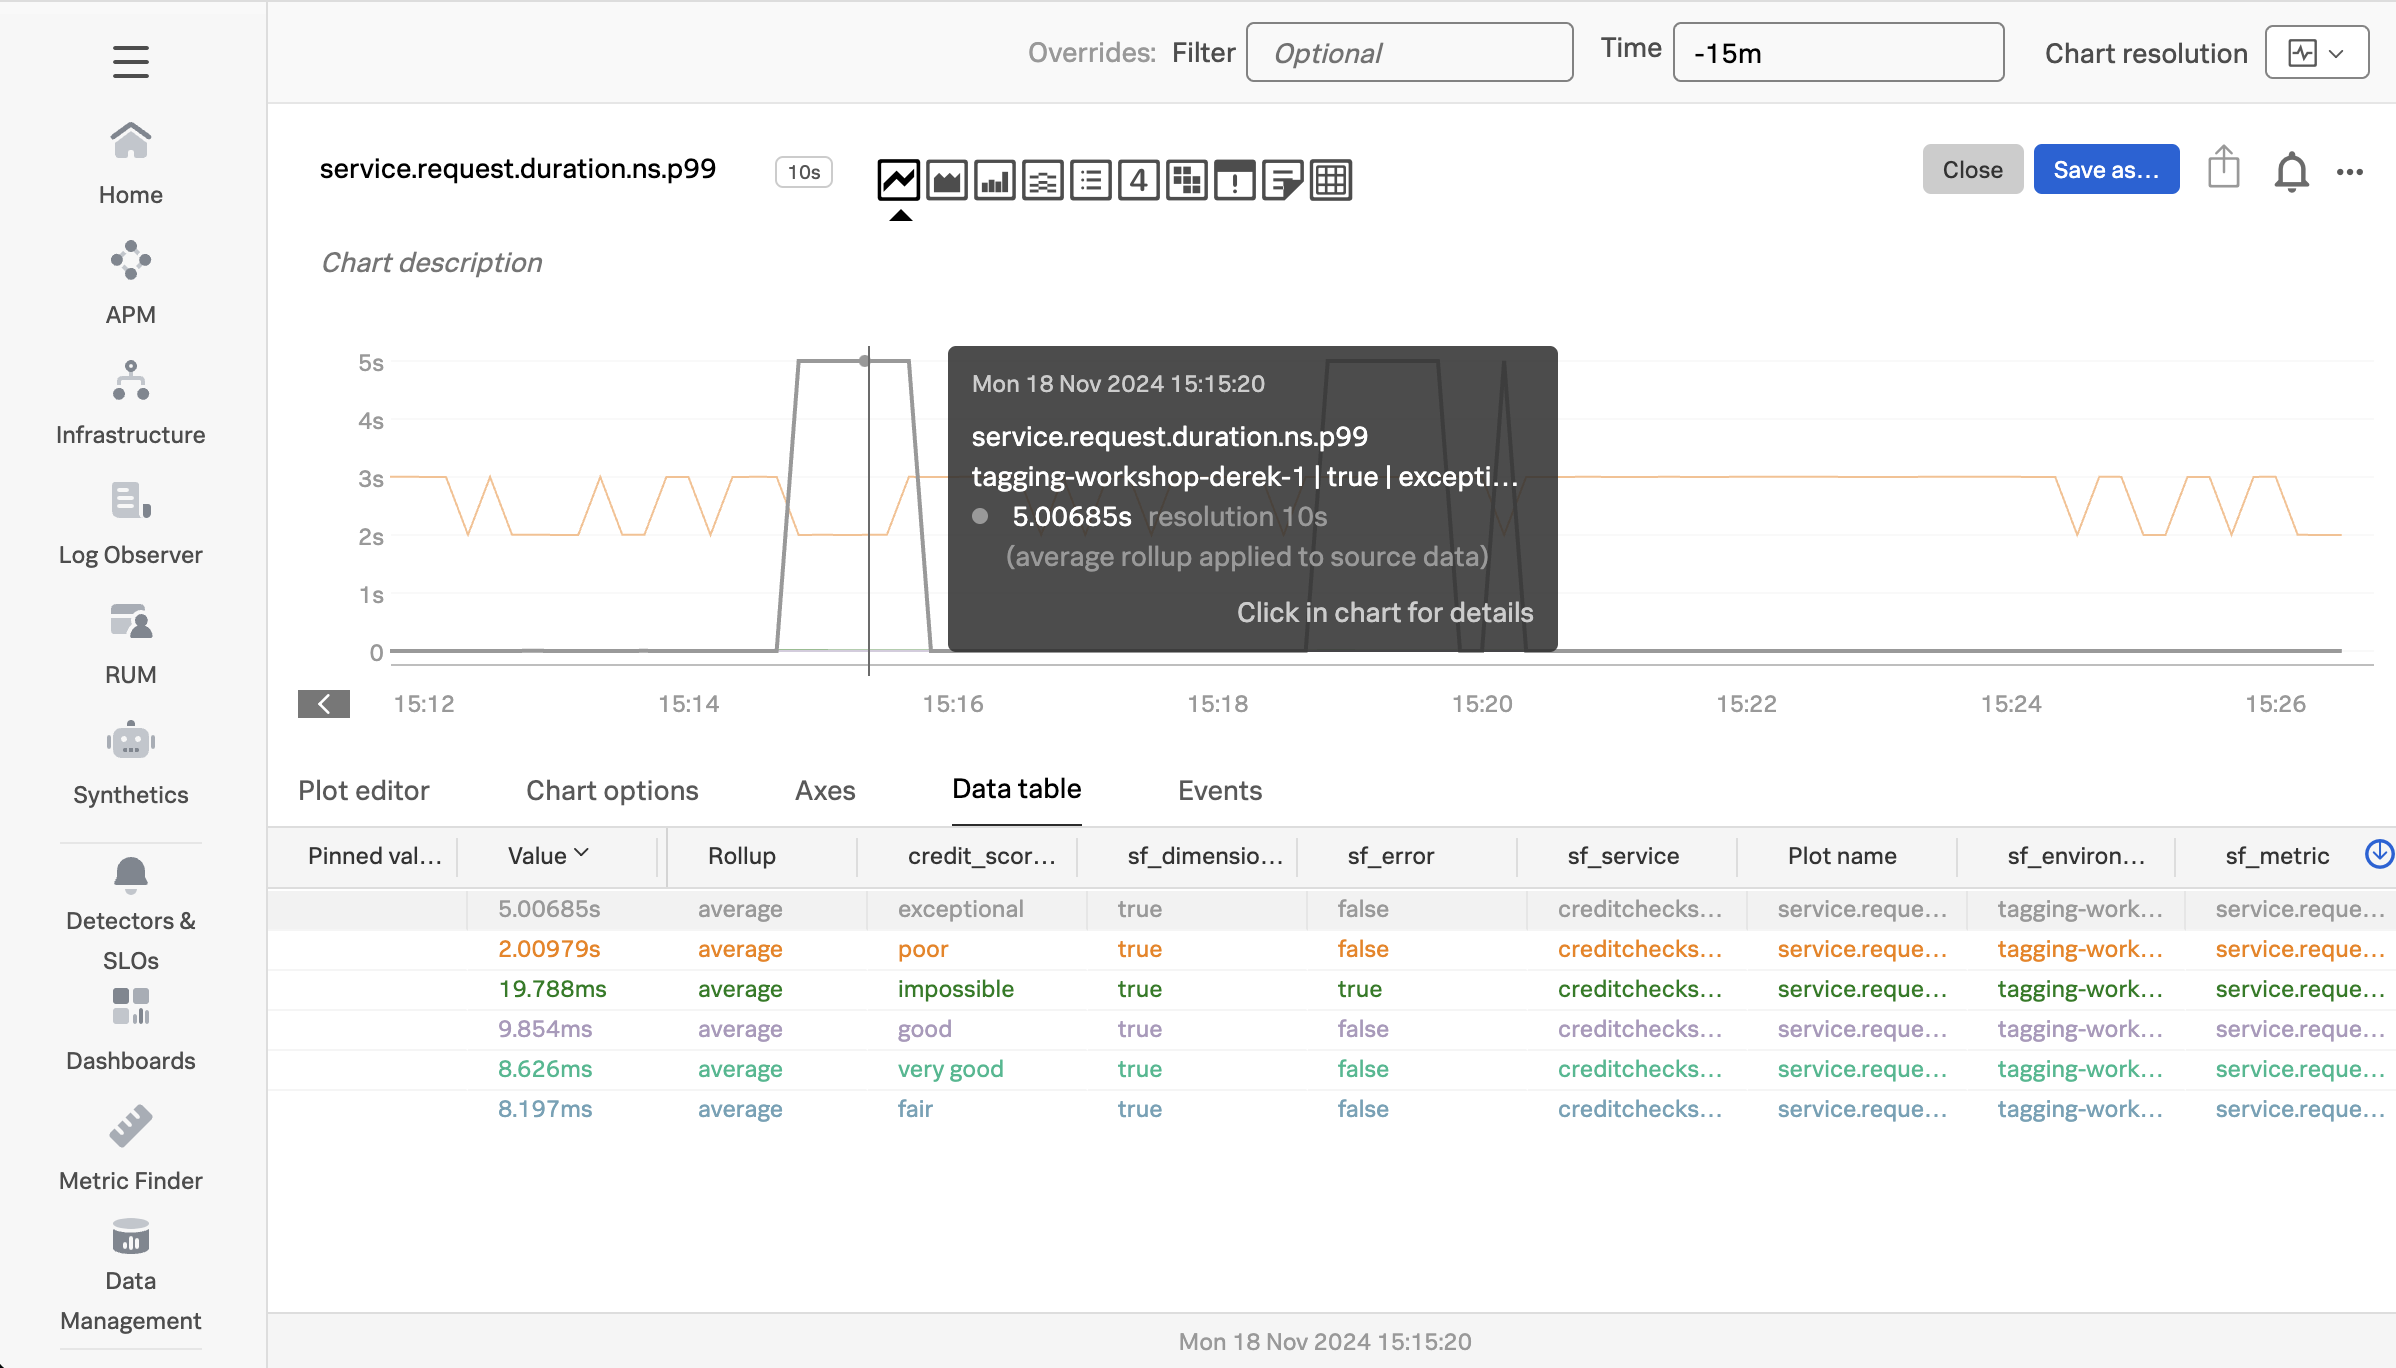 Overrides: Filter Optional Time -15m Chart resolution
Home
APM
Infrastructure
Log Observer
RUM
Synthetics
Detectors &
SLOs
Dashboards
Metric Finder
Data
Management
service.request.duration.ns.p99 10s 4 Close Save as...
Chart description
5s
4s
3s
2s
1s
0
Mon 18 Nov 2024 15:15:20
service.request.duration.ns.p99
tagging-workshop-derek-1 | true | excepti...
5.00685s resolution 10s
(average rollup applied to source data)
Click in chart for details
15:12 15:14 15:16 15:18 15:20 15:22 15:24 15:26
Plot editor Chart options Axes Data table Events
Pinned val... Value Rollup credit_scor... sf_dimensio... sf_error sf_service Plot name sf_environ... sf_metric
5.00685s average exceptional true false creditchecks... service.reque... tagging-work... service.reque...
2.00979s average poor true false creditchecks... service.reque... tagging-work... service.reque...
19.788ms average impossible true true creditchecks... service.reque... tagging-work... service.reque...
9.854ms average good true false creditchecks... service.reque... tagging-work... service.reque...
8.626ms average very good true false creditchecks... service.reque... tagging-work... service.reque...
8.197ms average fair true false creditchecks... service.reque... tagging-work... service.reque...
Mon 18 Nov 2024 15:15:20